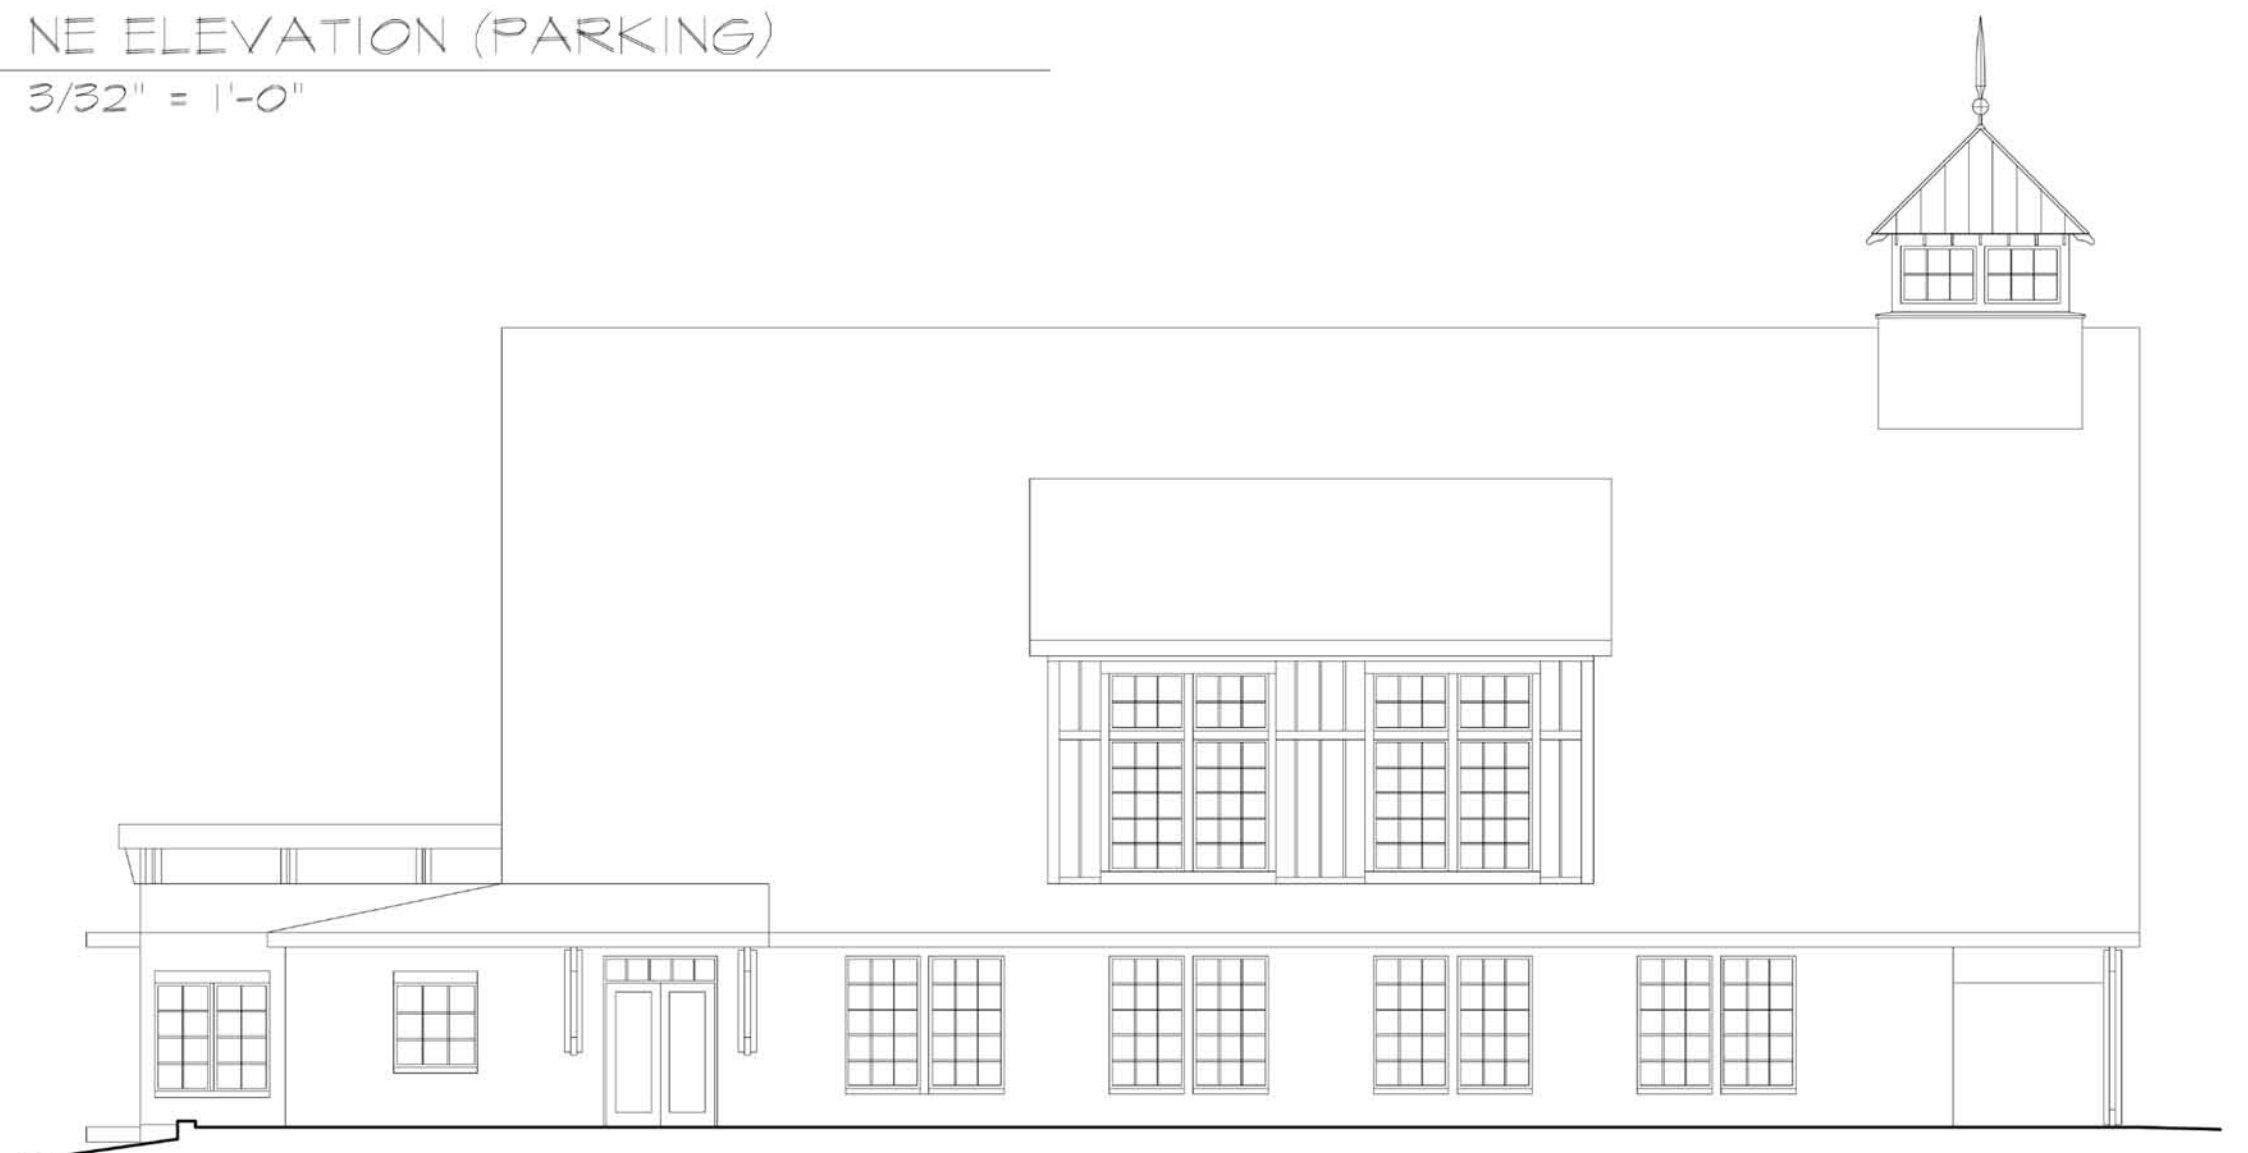 NE ELEVATION (PARKING)
3/32" = 1'-0"